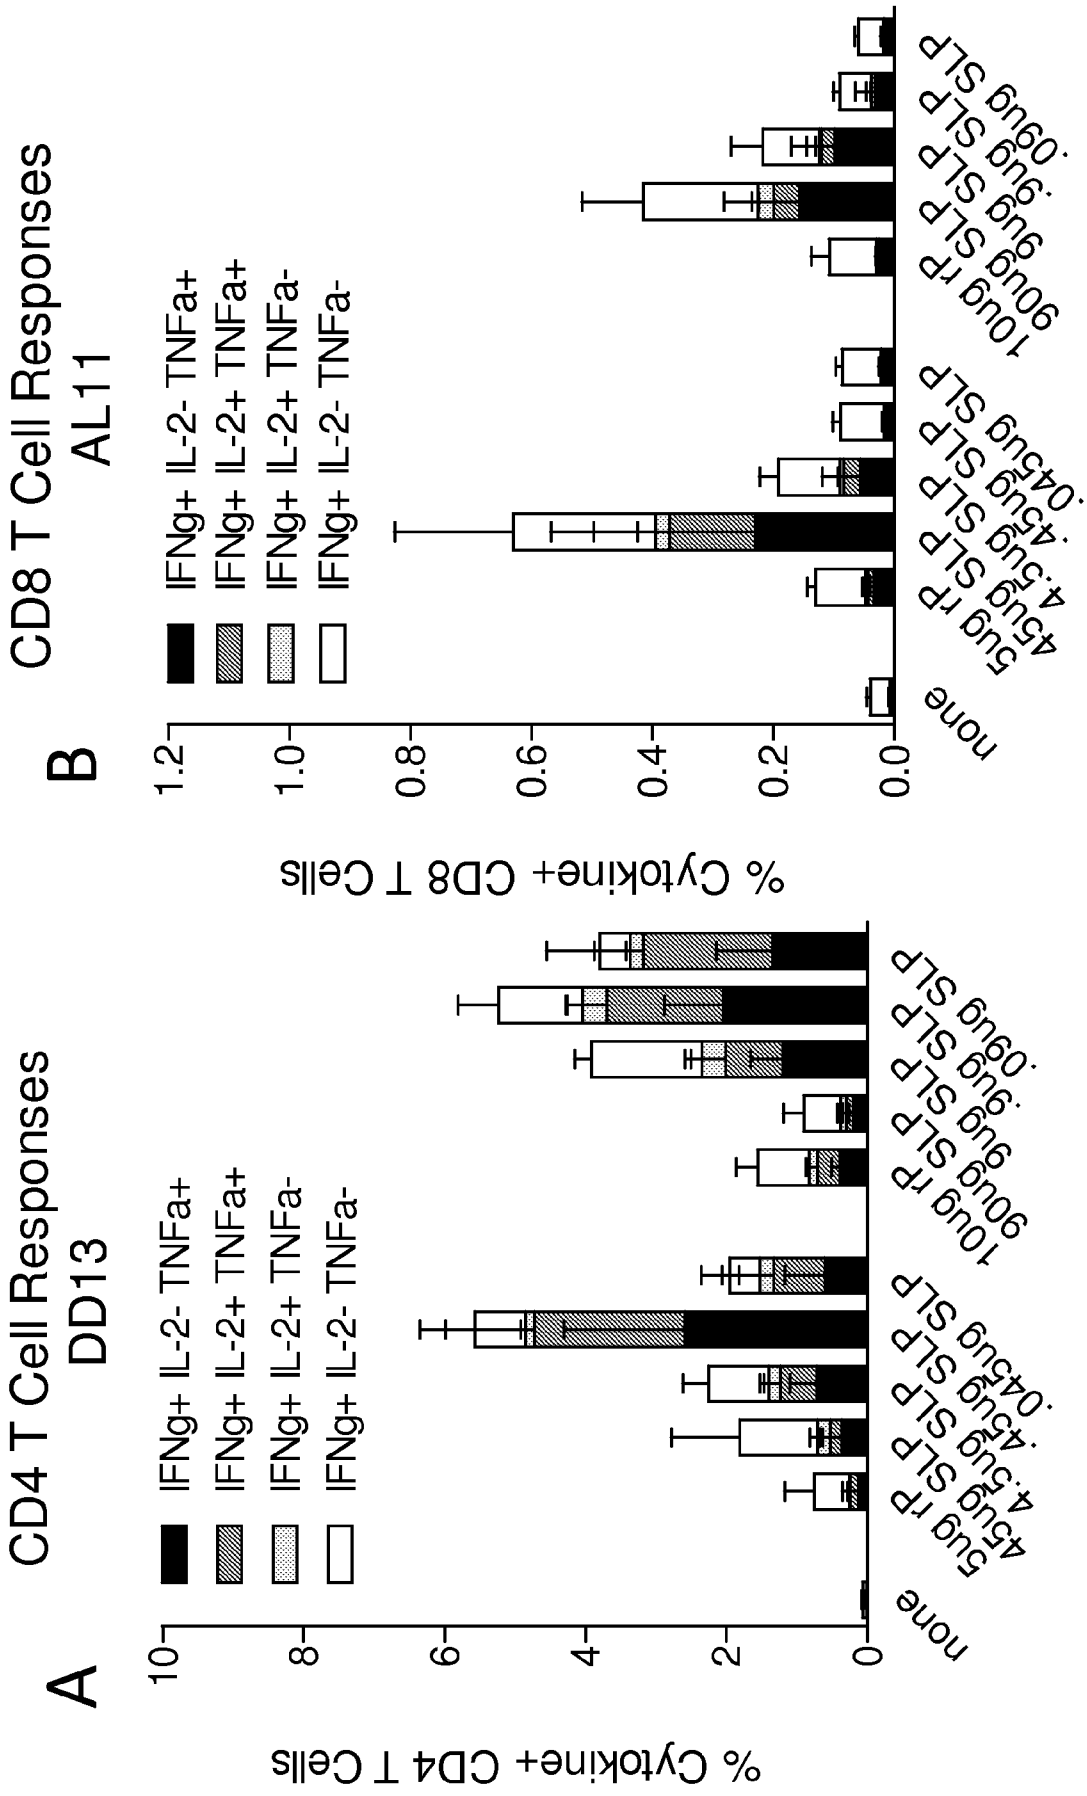 A
CD4 T Cell Responses
DD13
IFNg+ IL-2- TNFa+
IFNg+ IL-2+ TNFa+
IFNg+ IL-2+ TNFa-
IFNg+ IL-2- TNFa-
% Cytokine+ CD4 T Cells
10
8
6
4
2
0
none
5ug rP
45ug SLP
4.5ug SLP
.45ug SLP
.045ug SLP
10ug rP
90ug SLP
9ug SLP
.9ug SLP
.09ug SLP
B
CD8 T Cell Responses
AL11
IFNg+ IL-2- TNFa+
IFNg+ IL-2+ TNFa+
IFNg+ IL-2+ TNFa-
IFNg+ IL-2- TNFa-
% Cytokine+ CD8 T Cells
1.2
1.0
0.8
0.6
0.4
0.2
0.0
none
5ug rP
45ug SLP
4.5ug SLP
.45ug SLP
.045ug SLP
10ug rP
90ug SLP
9ug SLP
.9ug SLP
.09ug SLP